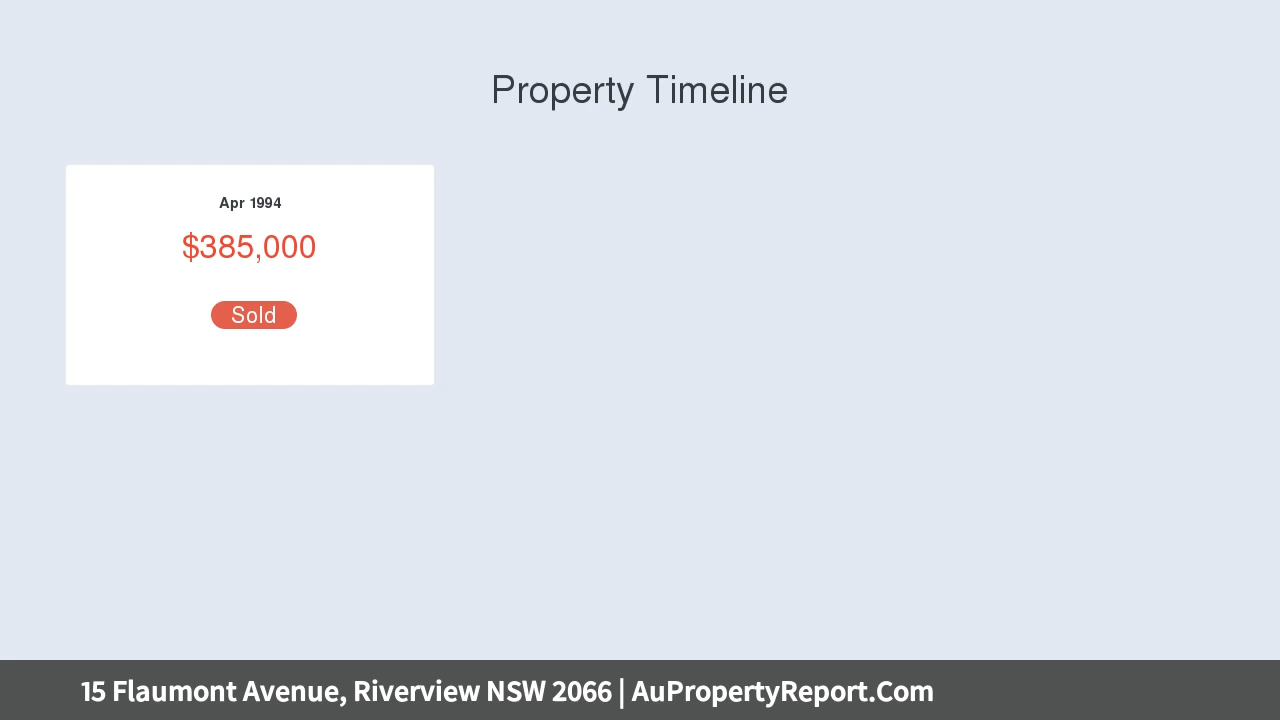 Property Timeline
Apr 1994
$385,000
Sold
15 Flaumont Avenue, Riverview NSW 2066 | AuPropertyReport.Com